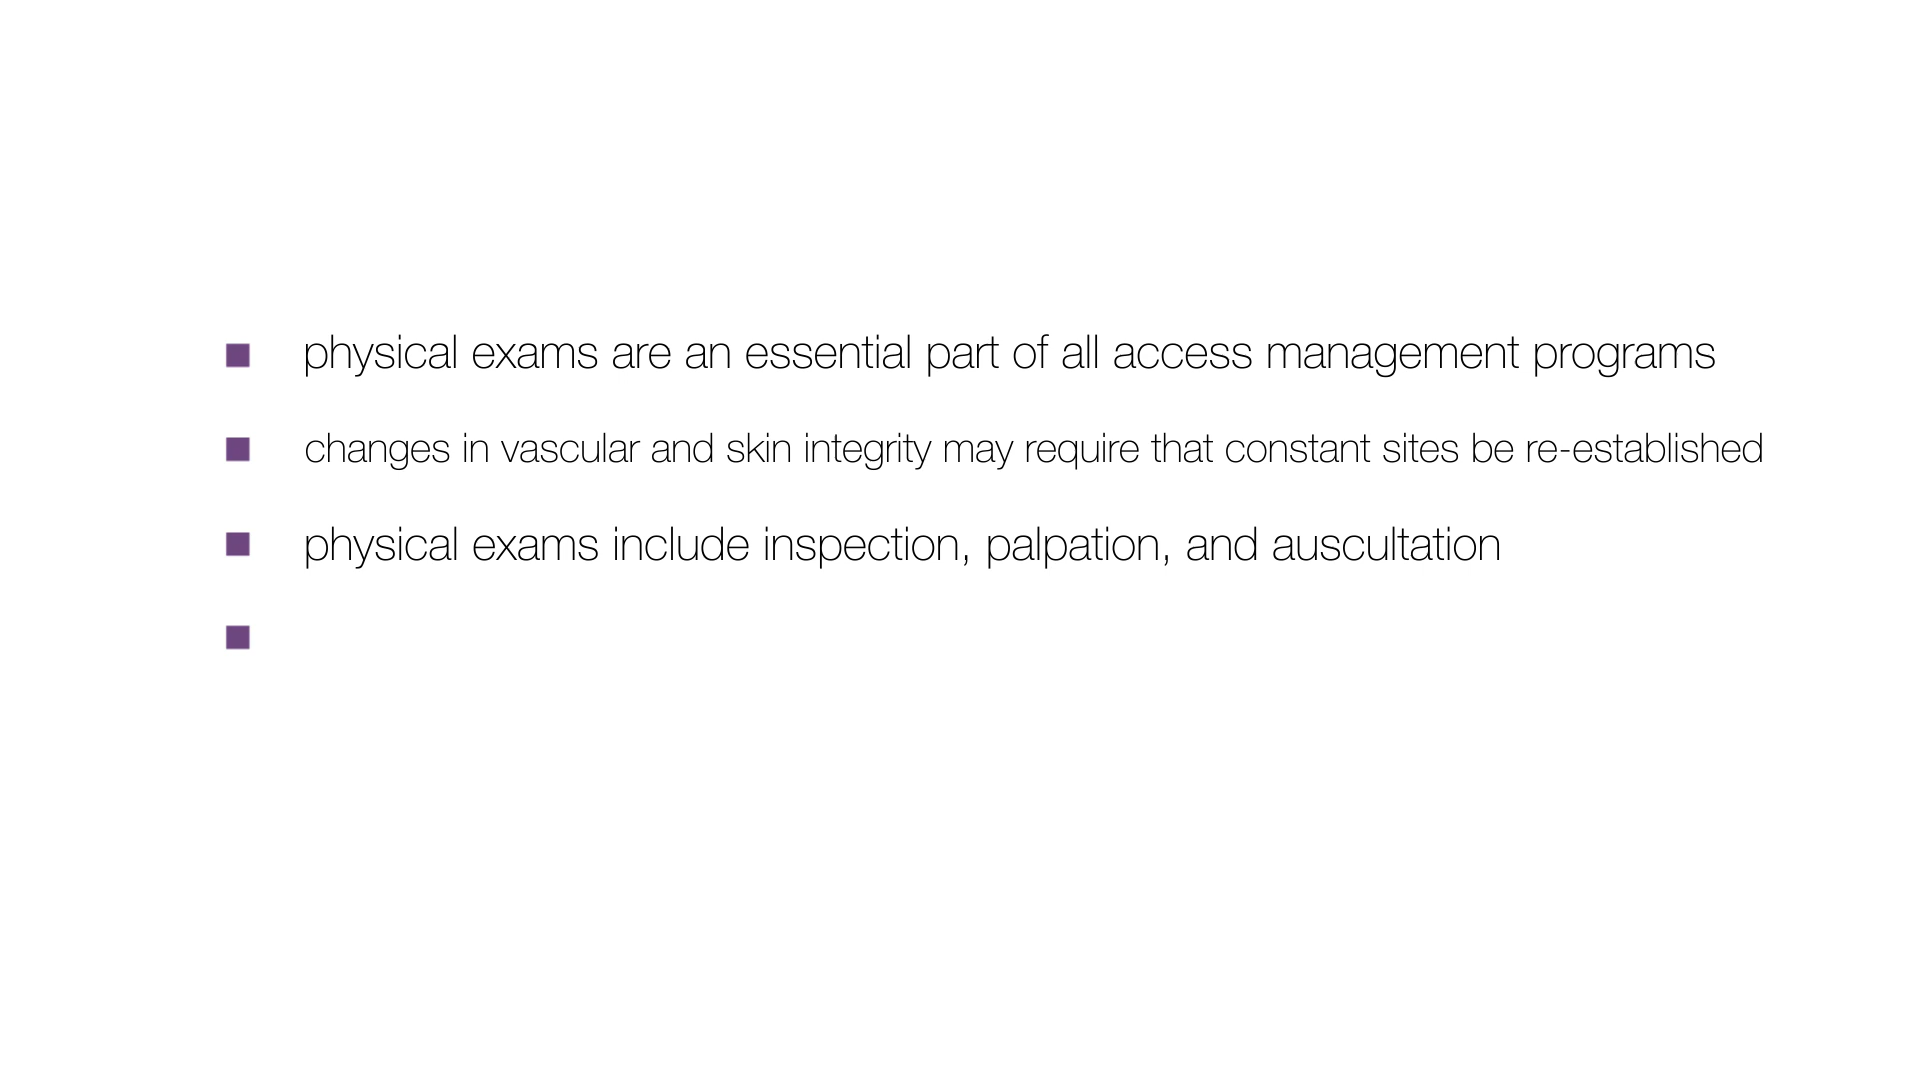 physical exams are an essential part of all access management programs
changes in vascular and skin integrity may require that constant sites be re-established
physical exams include inspection, palpation, and auscultation